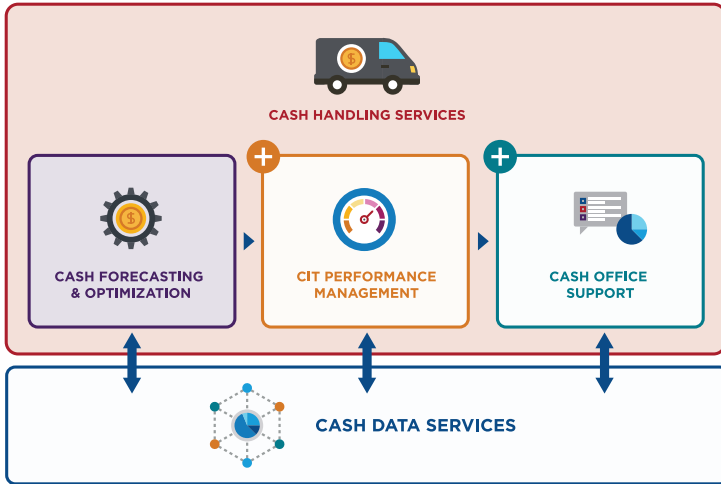 CASH HANDLING SERVICES
CASH FORECASTING
& OPTIMIZATION
CIT PERFORMANCE
MANAGEMENT
CASH OFFICE
SUPPORT
CASH DATA SERVICES